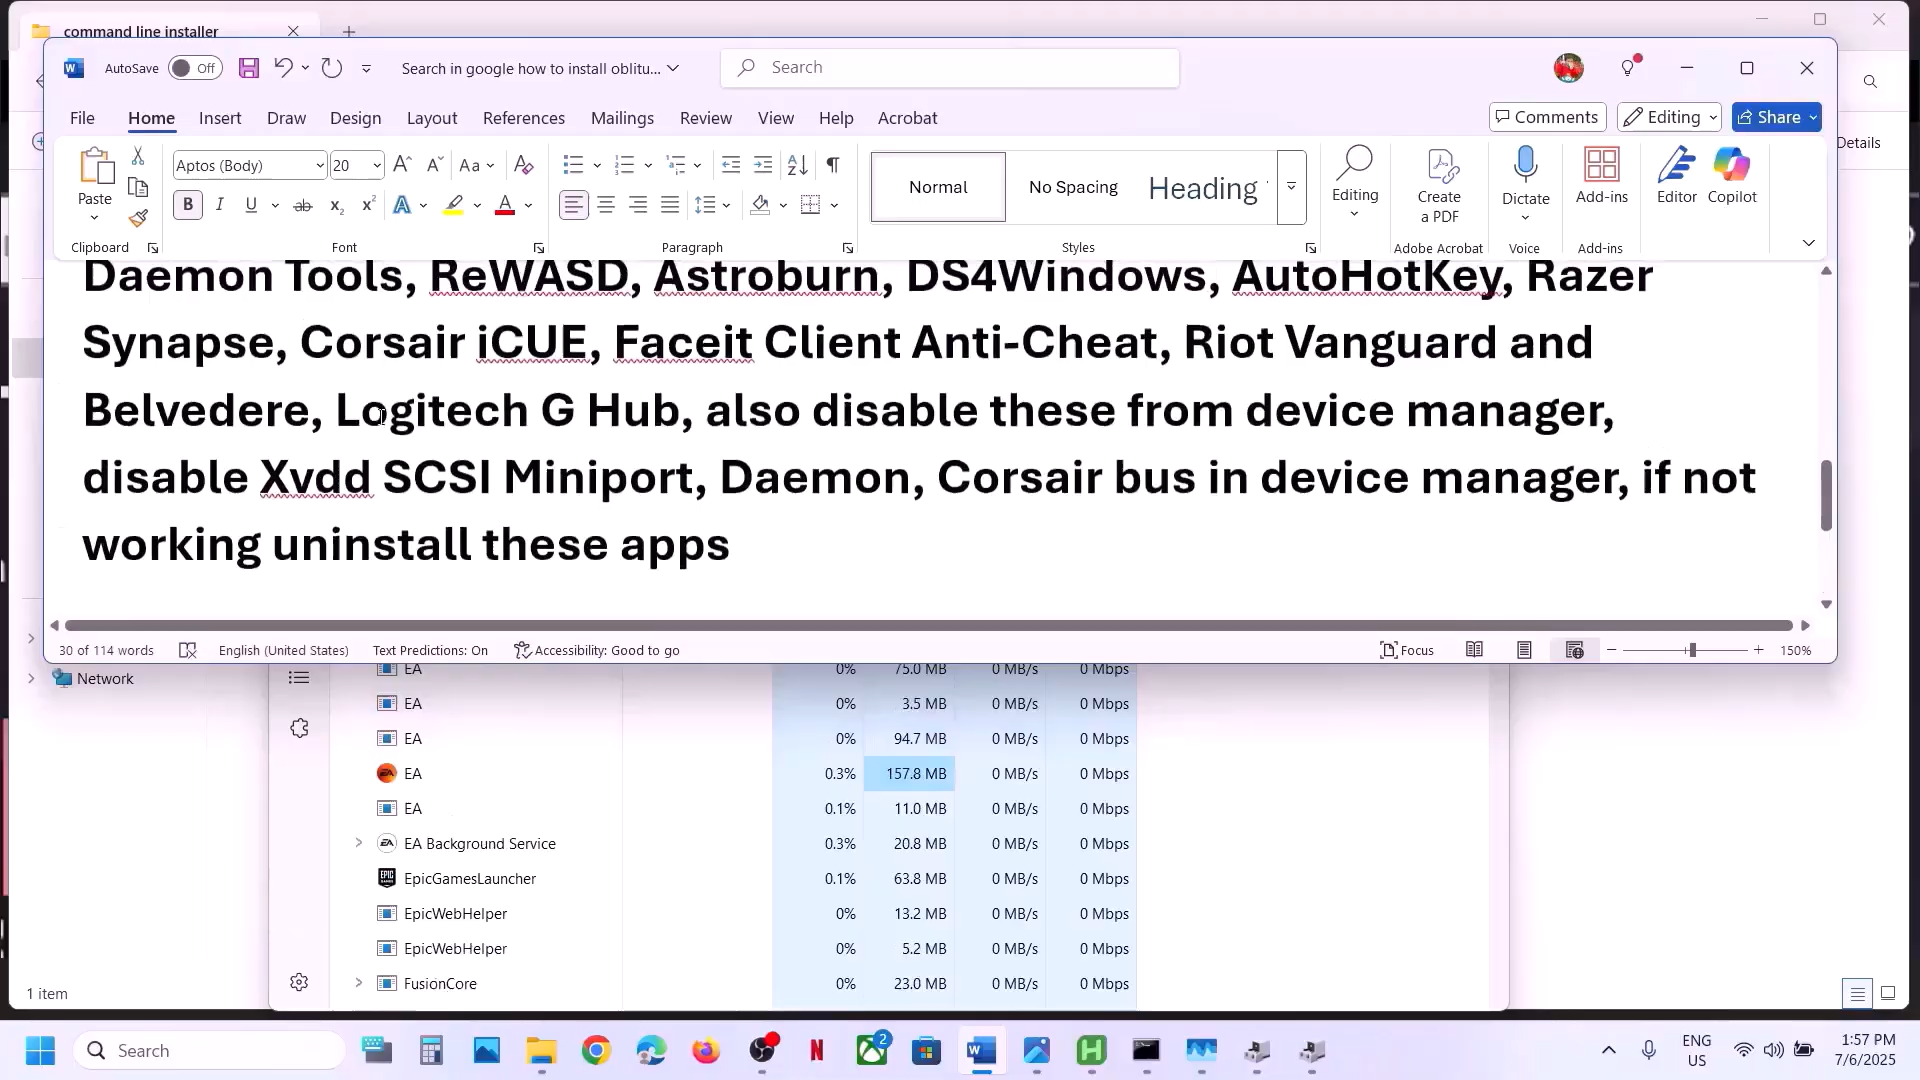 command line installer
AutoSave Off Search in google how to install oblitu... Search
File Home Insert Draw Design Layout References Mailings Review View Help Acrobat Comments Editing Share
Details
Aptos (Body) 20 Aa
Normal No Spacing Heading
Paste Editing Create a PDF Dictate Add-ins Editor Copilot
Clipboard Font Paragraph Styles Adobe Acrobat Voice Add-ins
Daemon Tools, ReWASD, Astroburn, DS4Windows, AutoHotKey, Razer
Synapse, Corsair iCUE, Faceit Client Anti-Cheat, Riot Vanguard and
Belvedere, Logitech G Hub, also disable these from device manager,
disable Xvdd SCSI Miniport, Daemon, Corsair bus in device manager, if not
working uninstall these apps
30 of 114 words English (United States) Text Predictions: On Accessibility: Good to go Focus 150%
Network
EA 0% 75.0 MB 0 MB/s 0 Mbps
EA 0% 3.5 MB 0 MB/s 0 Mbps
EA 0% 94.7 MB 0 MB/s 0 Mbps
EA 0.3% 157.8 MB 0 MB/s 0 Mbps
EA 0.1% 11.0 MB 0 MB/s 0 Mbps
EA Background Service 0.3% 20.8 MB 0 MB/s 0 Mbps
EpicGamesLauncher 0.1% 63.8 MB 0 MB/s 0 Mbps
EpicWebHelper 0% 13.2 MB 0 MB/s 0 Mbps
EpicWebHelper 0% 5.2 MB 0 MB/s 0 Mbps
FusionCore 0% 23.0 MB 0 MB/s 0 Mbps
1 item
Search 2 ENG US 1:57 PM 7/6/2025